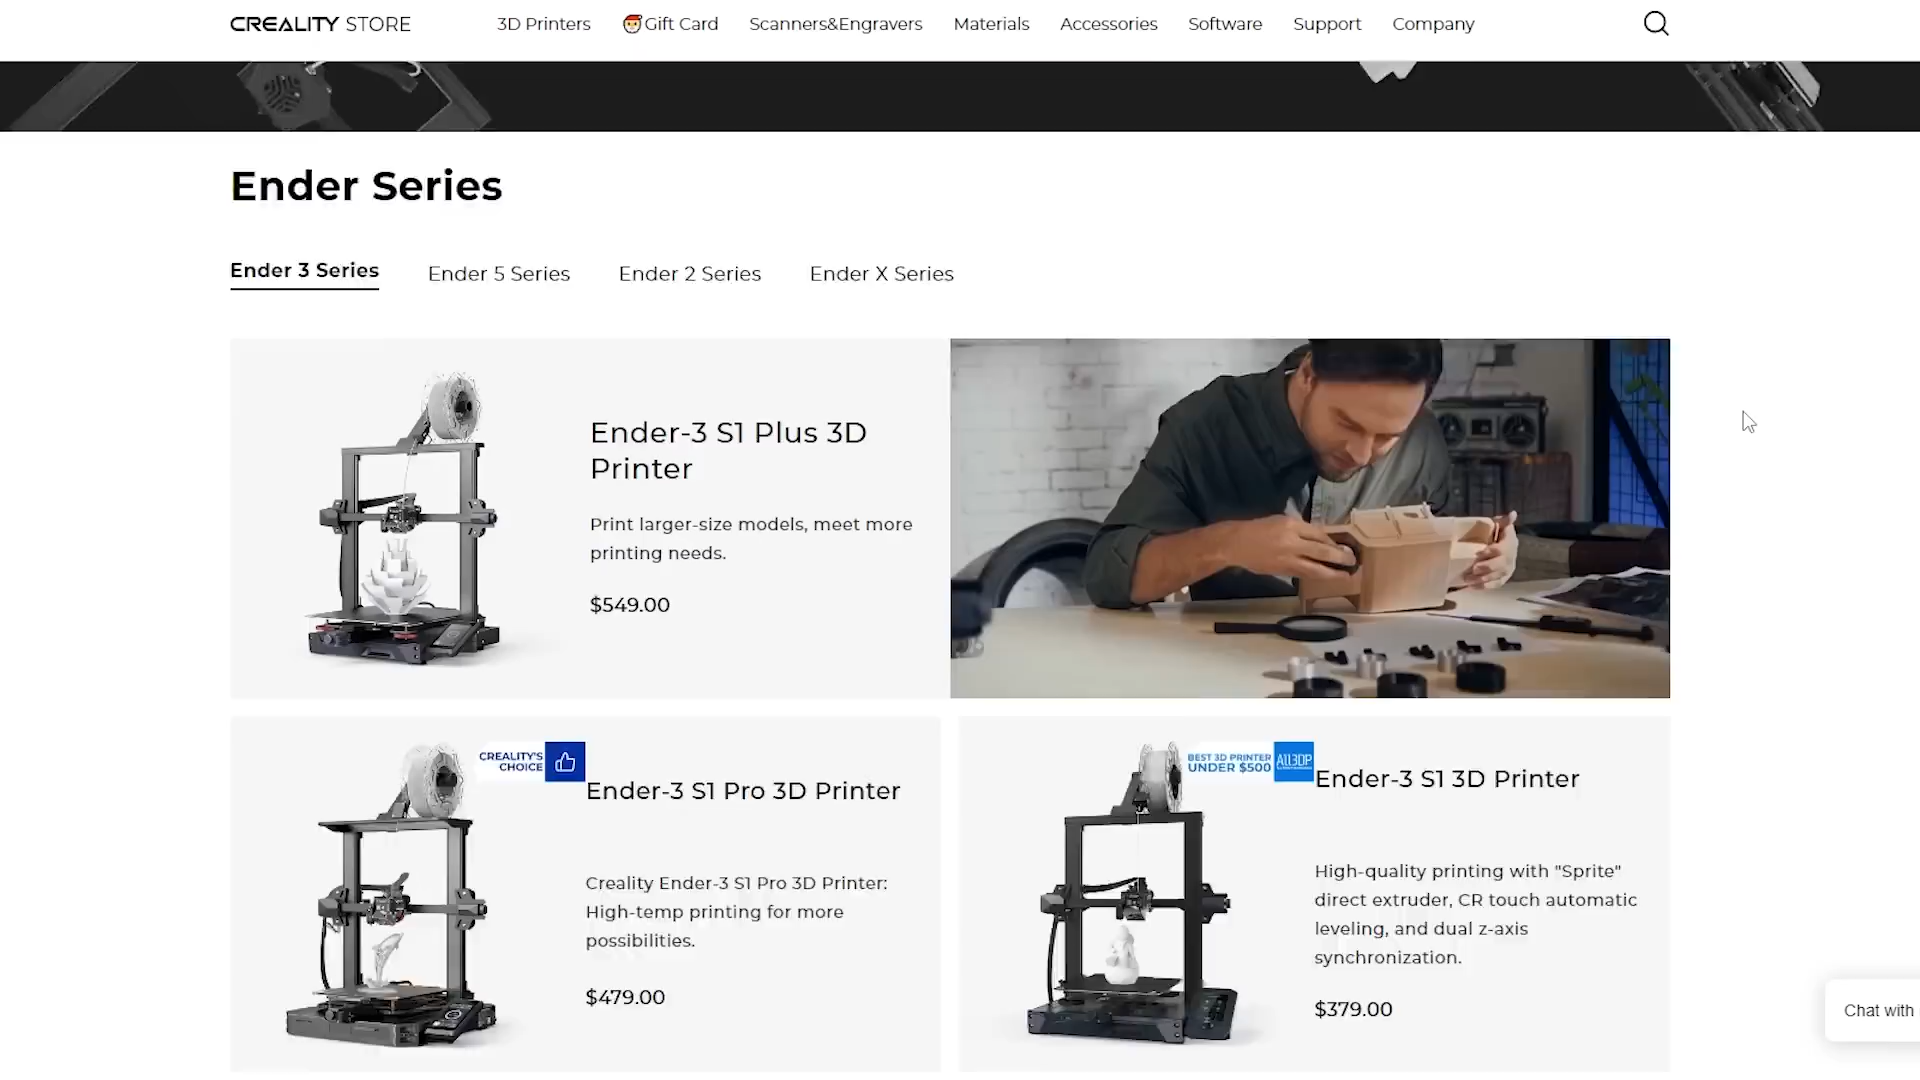 CREALITY STORE
3D Printers
Gift Card
Scanners&Engravers
Materials
Accessories
Software
Support
Company
Ender Series
Ender 3 Series
Ender 5 Series
Ender 2 Series
Ender X Series
Ender-3 S1 Plus 3D
Printer
Print larger-size models, meet more
printing needs.
$549.00
CREALITY'S
CHOICE
Ender-3 S1 Pro 3D Printer
Creality Ender-3 S1 Pro 3D Printer:
High-temp printing for more
possibilities.
$479.00
BEST 3D PRINTER
UNDER $500
All3DP
Ender-3 S1 3D Printer
High-quality printing with "Sprite"
direct extruder, CR touch automatic
leveling, and dual z-axis
synchronization.
$379.00
Chat with